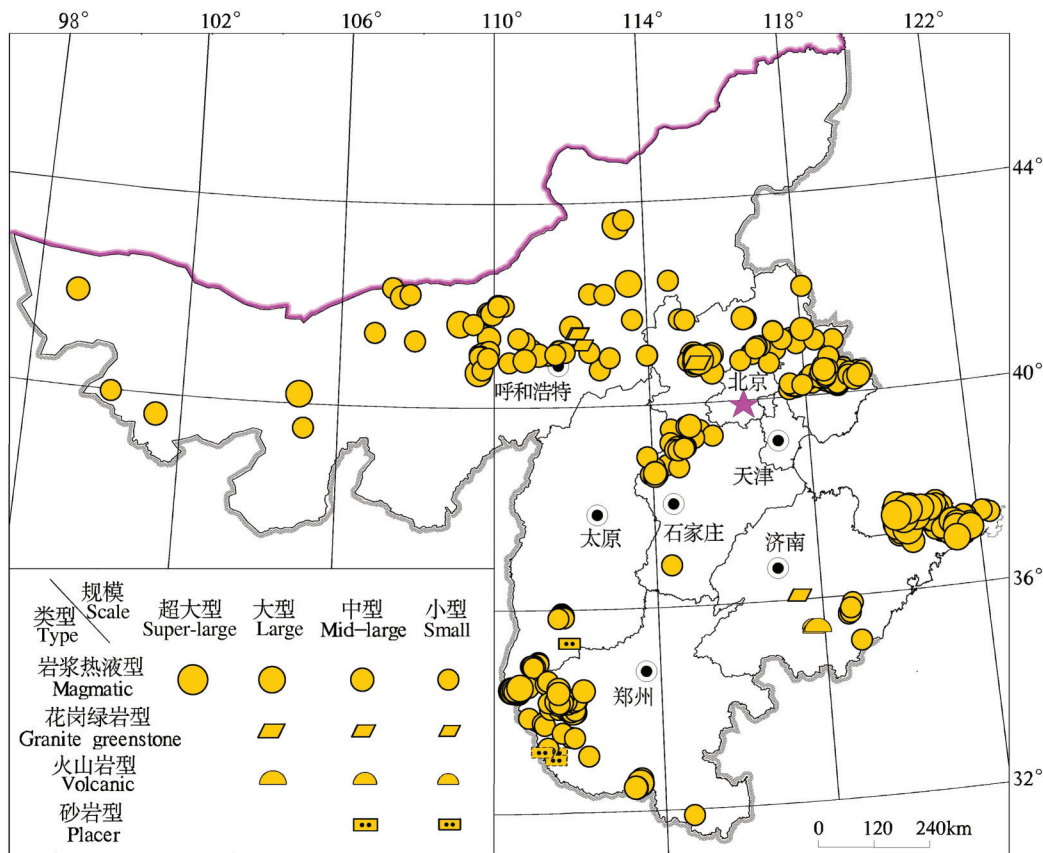 98° 102° 106° 110° 114° 118° 122°
44°
40°
呼和浩特
北京
天津
太原
石家庄
济南
36°
郑州
32°
规模
Scale
类型
Type
超大型
Super-large
大型
Large
中型
Mid-large
小型
Small
岩浆热液型
Magmatic
花岗绿岩型
Granite greenstone
火山岩型
Volcanic
砂岩型
Placer
0 120 240km